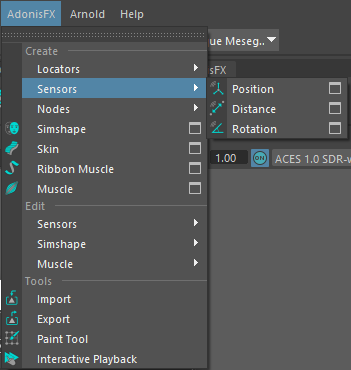 AdonisFX Arnold Help
ue Meseg..
Create
Locators
Sensors
Nodes
Simshape
Skin
Ribbon Muscle
Muscle
Edit
Sensors
Simshape
Muscle
Tools
Import
Export
Paint Tool
Interactive Playback
sFX
Position
Distance
Rotation
1.00 ON ACES 1.0 SDR-v